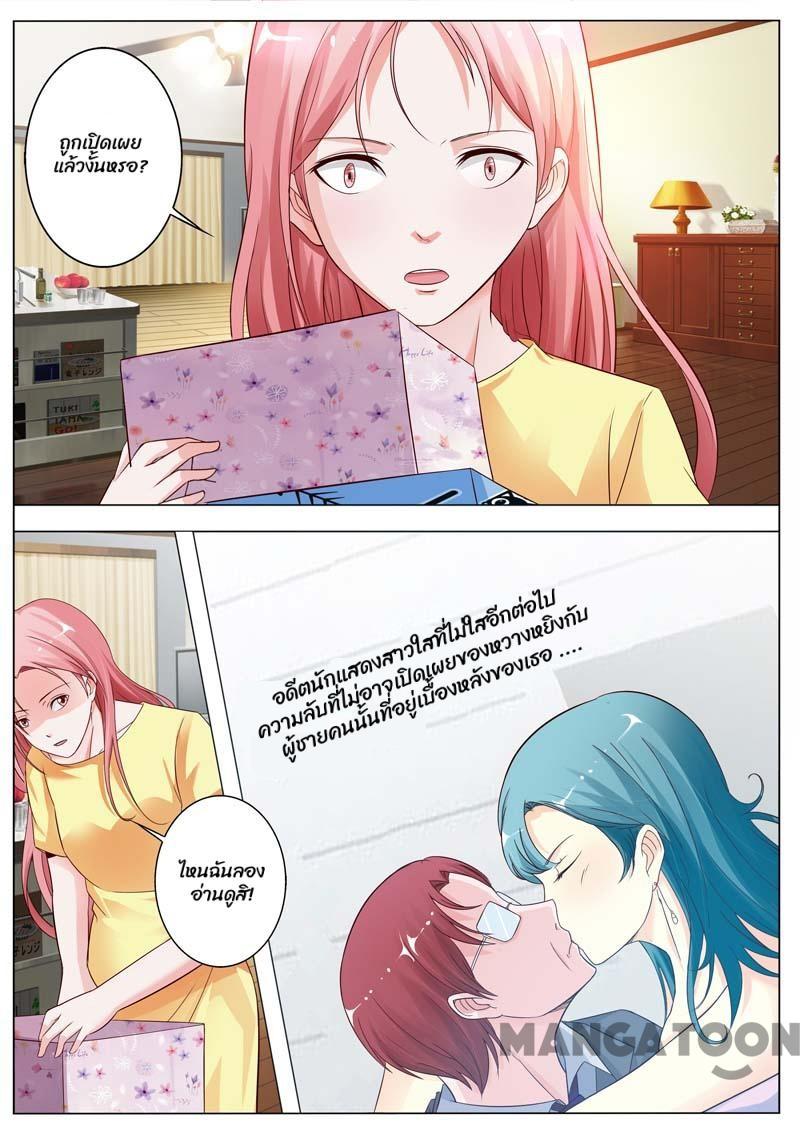 ถูกเปิดเผย
แล้วงั้นหรอ?
Happy Life
TUKI
TAMA
GO!
อดีตนักแสดงสาวใสที่ไม่ใสอีกต่อไป
ความลับที่ไม่อาจเปิดเผยของหวางหยิงกับ
ผู้ชายคนนั้นที่อยู่เบื้องหลังของเธอ ....
ไหนฉันลอง
อ่านดูสิ!
MANGATOON